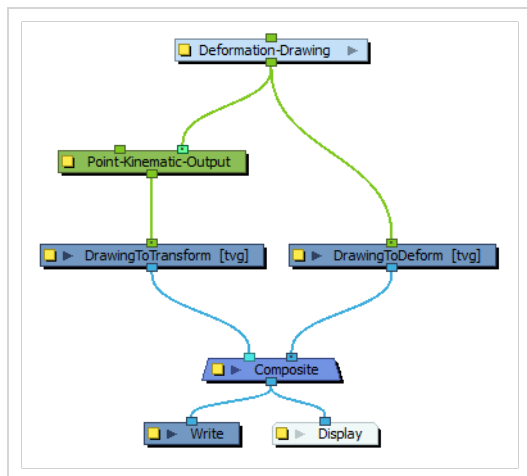 Deformation-Drawing
Point-Kinematic-Output
DrawingToTransform [tvg]
DrawingToDeform [tvg]
Composite
Write
Display